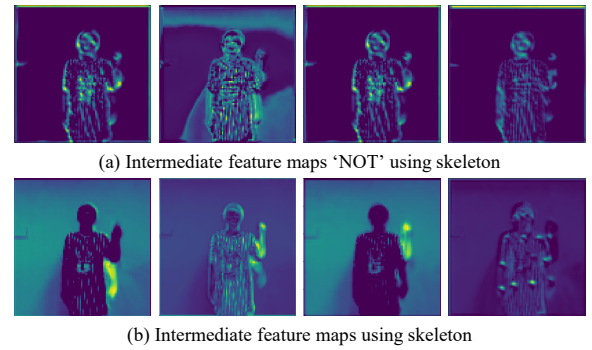 (a) Intermediate feature maps ‘NOT’ using skeleton
(b) Intermediate feature maps using skeleton